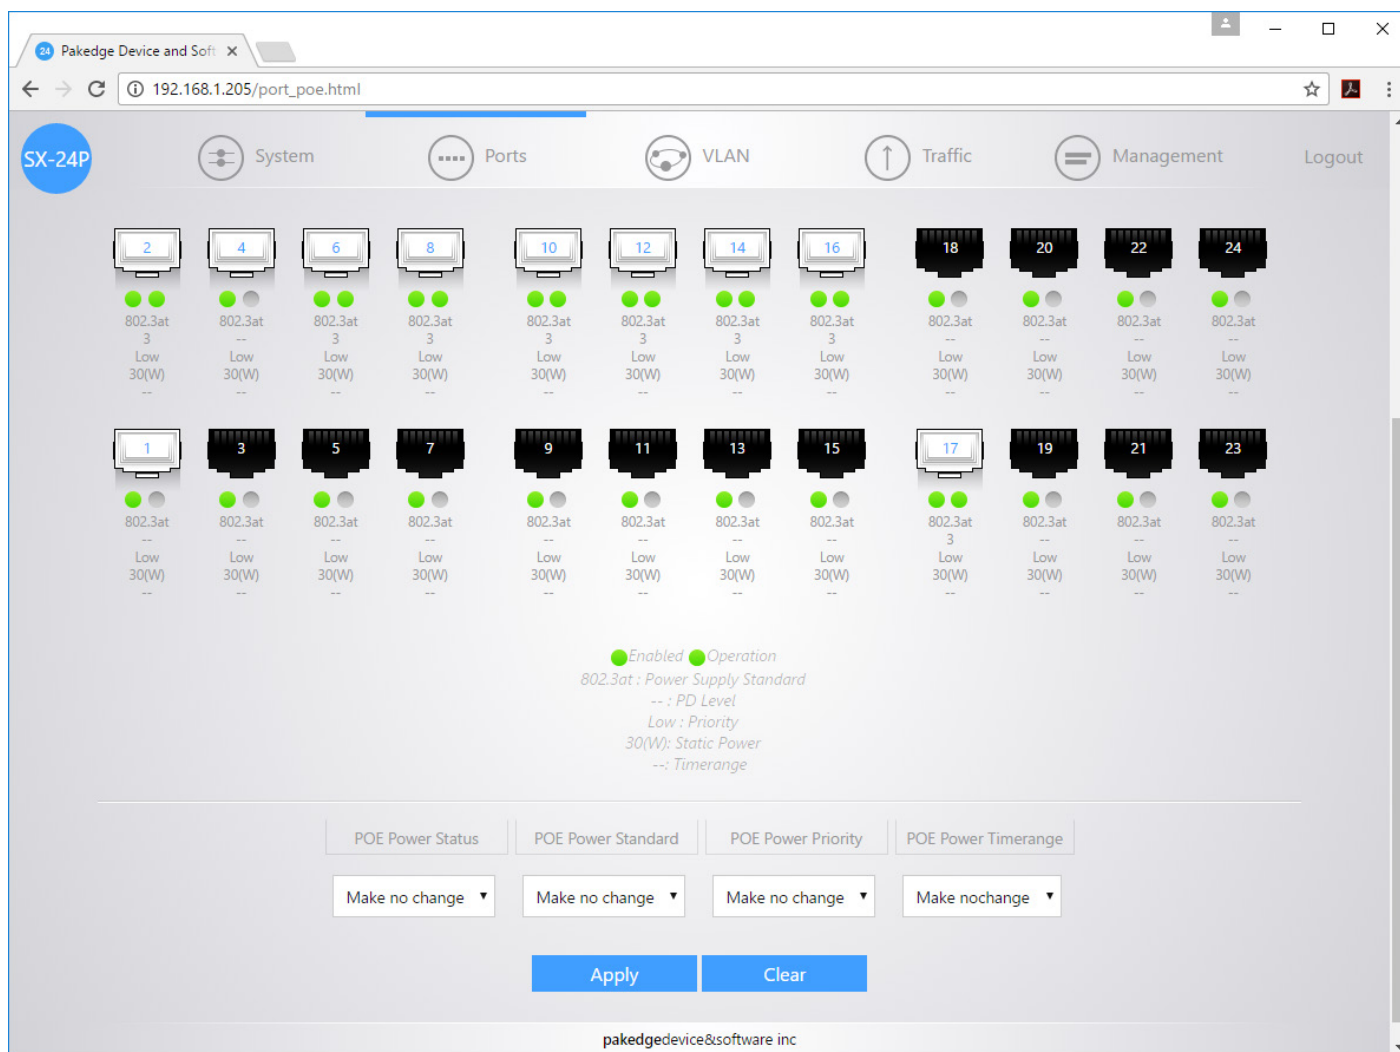 24 Pakedge Device and Soft
192.168.1.205/port_poe.html
SX-24P System Ports VLAN Traffic Management Logout
2 4 6 8 10 12 14 16 18 20 22 24
802.3at 802.3at 802.3at 802.3at 802.3at 802.3at 802.3at 802.3at 802.3at 802.3at 802.3at 802.3at
3 -- 3 3 3 3 3 3 -- -- -- --
Low Low Low Low Low Low Low Low Low Low Low Low
30(W) 30(W) 30(W) 30(W) 30(W) 30(W) 30(W) 30(W) 30(W) 30(W) 30(W) 30(W)
-- -- -- -- -- -- -- -- -- -- -- --
1 3 5 7 9 11 13 15 17 19 21 23
802.3at 802.3at 802.3at 802.3at 802.3at 802.3at 802.3at 802.3at 802.3at 802.3at 802.3at 802.3at
-- -- -- -- -- -- -- -- 3 -- -- --
Low Low Low Low Low Low Low Low Low Low Low Low
30(W) 30(W) 30(W) 30(W) 30(W) 30(W) 30(W) 30(W) 30(W) 30(W) 30(W) 30(W)
-- -- -- -- -- -- -- -- -- -- -- --
Enabled Operation
802.3at : Power Supply Standard
-- : PD Level
Low : Priority
30(W): Static Power
--: Timerange
POE Power Status POE Power Standard POE Power Priority POE Power Timerange
Make no change Make no change Make no change Make nochange
Apply Clear
pakedgedevice&software inc